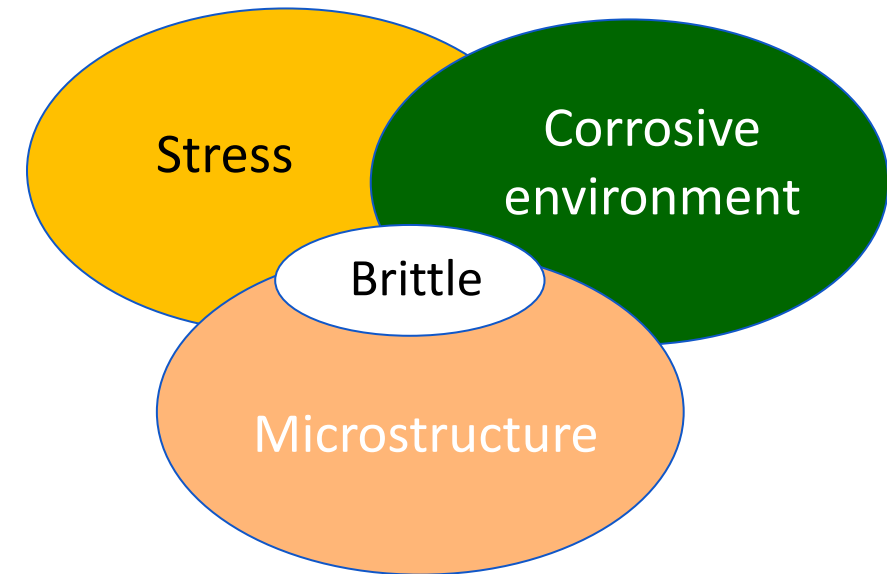 Stress
Corrosive
environment
Brittle
Microstructure